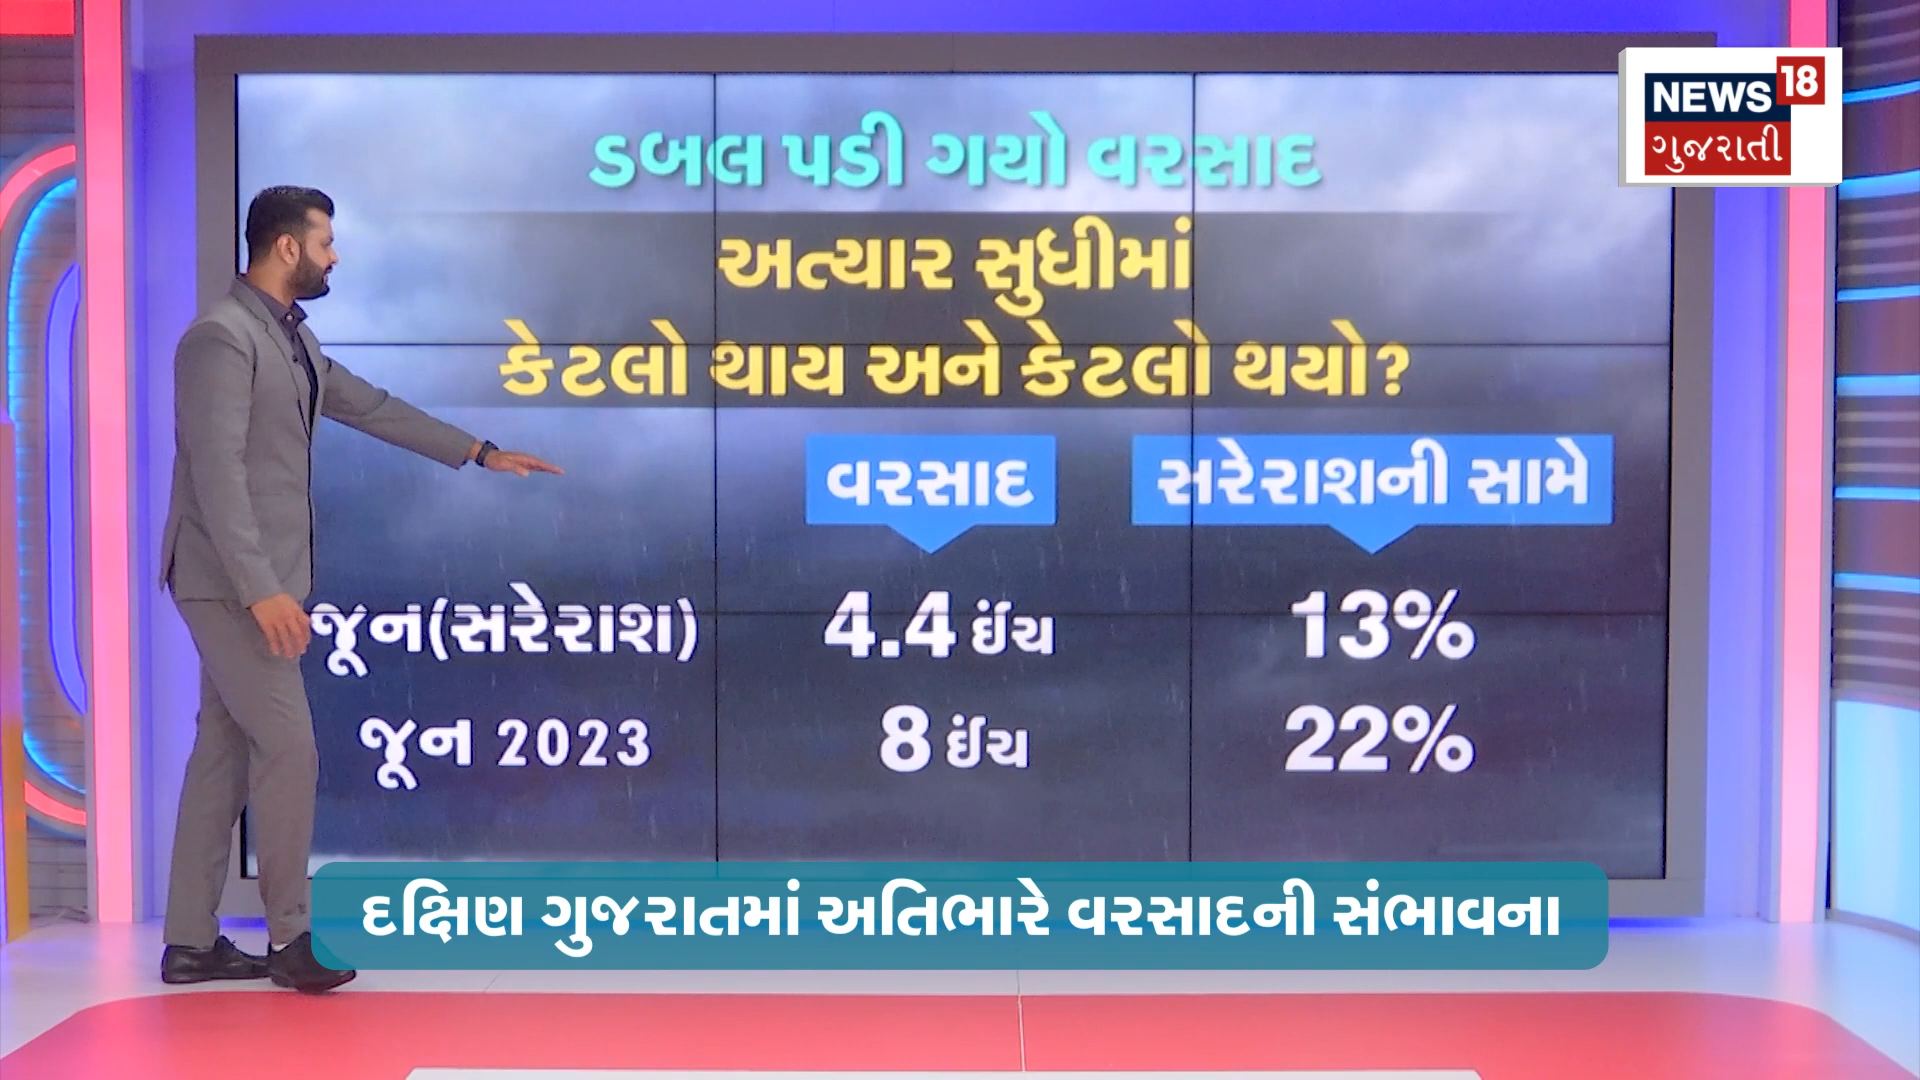 NEWS 18
ગુજરાતી
ડબલ પડી ગયો વરસાદ
અત્યાર સુધીમાં
કેટલો થાય અને કેટલો થયો?
વરસાદ સરેરાશની સામે
જૂન(સરેરાશ) 4.4 ઈંચ 13%
જૂન 2023 8 ઈંચ 22%
દક્ષિણ ગુજરાતમાં અતિભારે વરસાદની સંભાવના